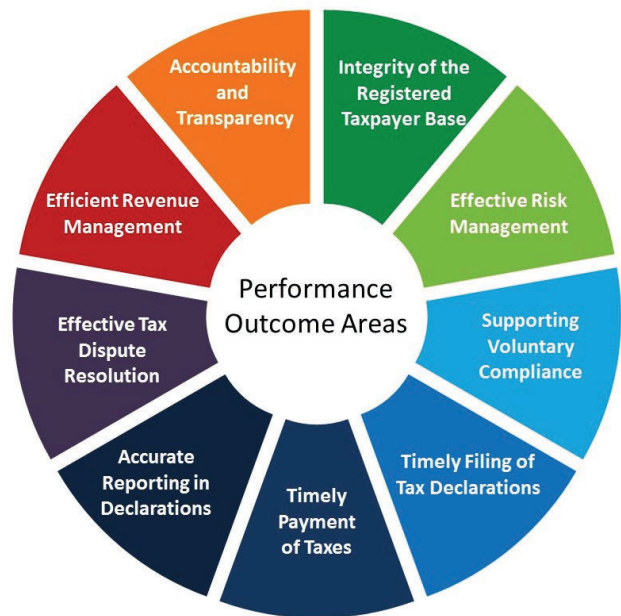 Accountability
and
Transparency
Integrity of the
Registered
Taxpayer Base
Effective Risk
Management
Supporting
Voluntary
Compliance
Timely Filing of
Tax Declarations
Timely
Payment
of Taxes
Accurate
Reporting in
Declarations
Effective Tax
Dispute
Resolution
Efficient Revenue
Management
Performance
Outcome Areas